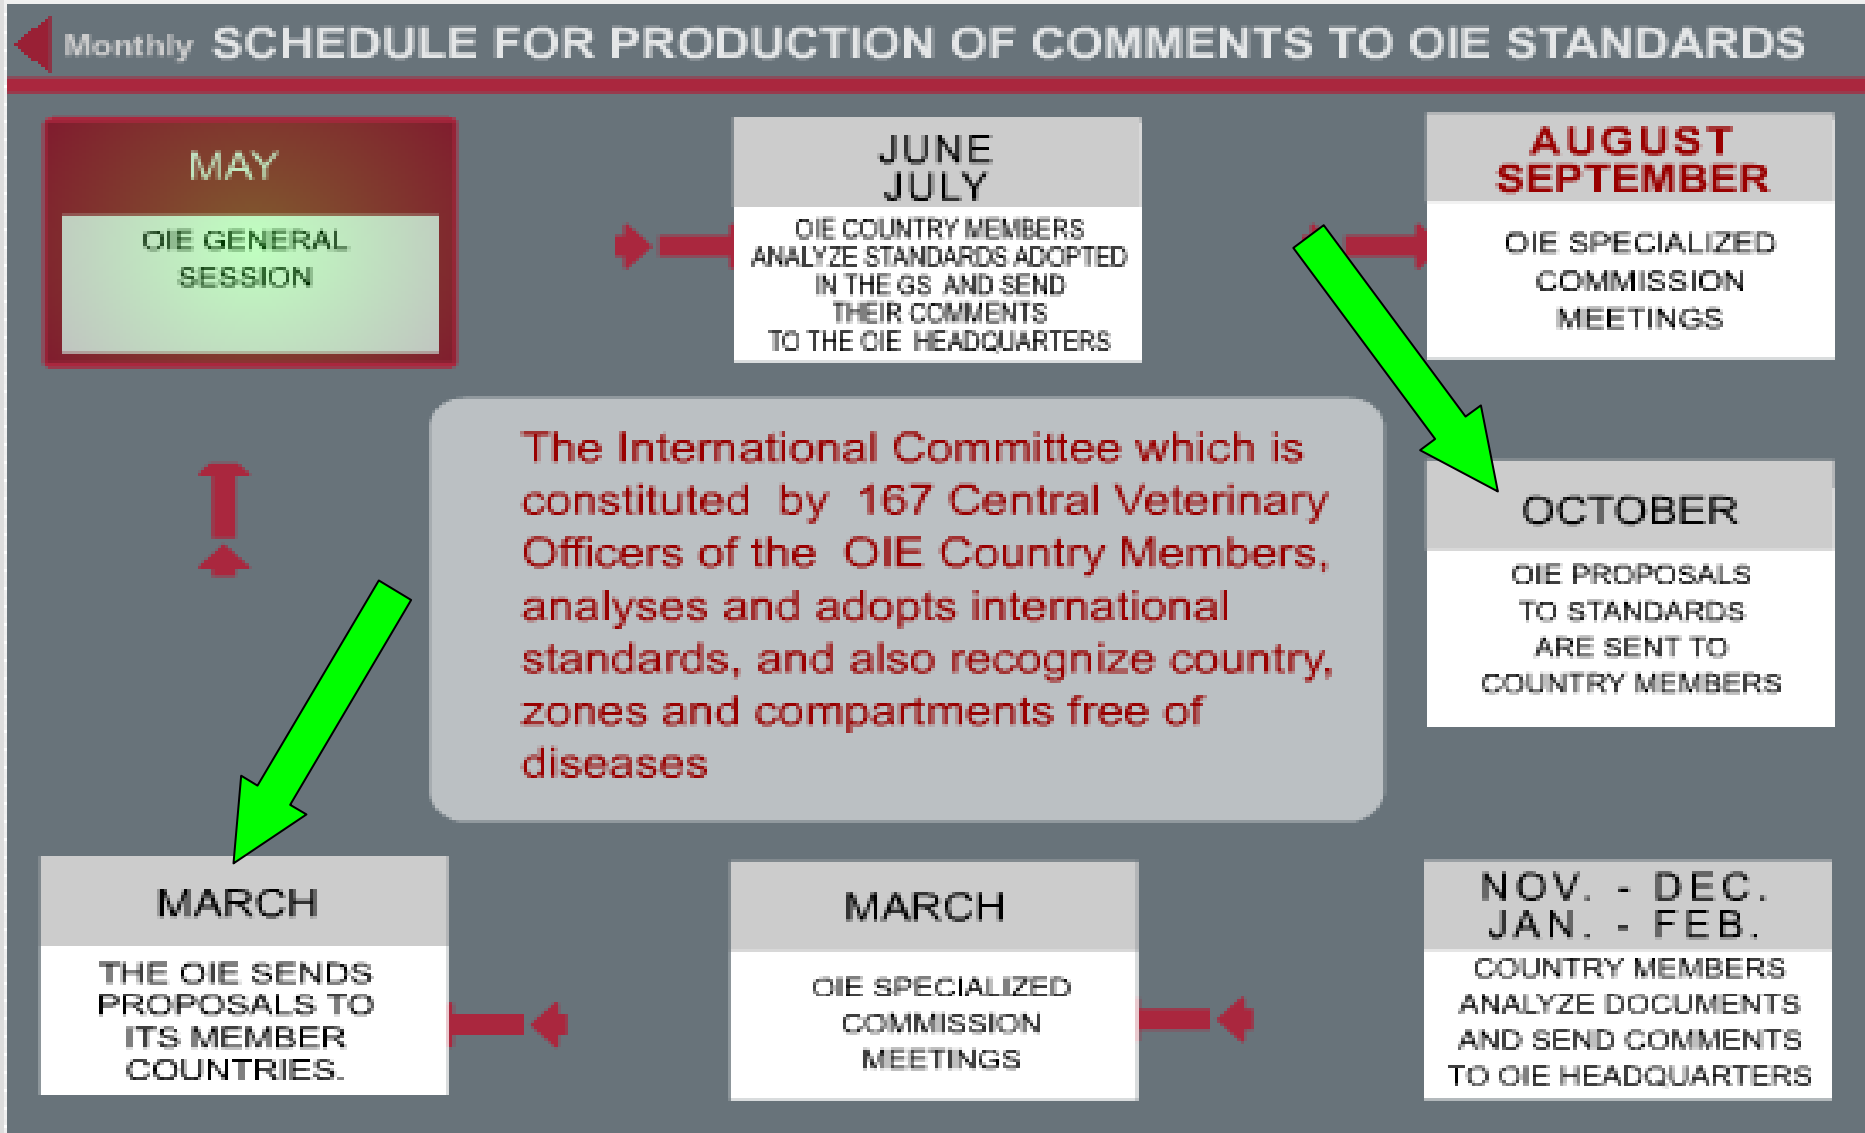 Monthly SCHEDULE FOR PRODUCTION OF COMMENTS TO OIE STANDARDS
MAY
OIE GENERAL
SESSION
JUNE
JULY
OIE COUNTRY MEMBERS
ANALYZE STANDARDS ADOPTED
IN THE GS AND SEND
THEIR COMMENTS
TO THE OIE HEADQUARTERS
AUGUST
SEPTEMBER
OIE SPECIALIZED
COMMISSION
MEETINGS
The International Committee which is
constituted by 167 Central Veterinary
Officers of the OIE Country Members,
analyses and adopts international
standards, and also recognize country,
zones and compartments free of
diseases
OCTOBER
OIE PROPOSALS
TO STANDARDS
ARE SENT TO
COUNTRY MEMBERS
MARCH
THE OIE SENDS
PROPOSALS TO
ITS MEMBER
COUNTRIES.
MARCH
OIE SPECIALIZED
COMMISSION
MEETINGS
NOV. - DEC.
JAN. - FEB.
COUNTRY MEMBERS
ANALYZE DOCUMENTS
AND SEND COMMENTS
TO OIE HEADQUARTERS